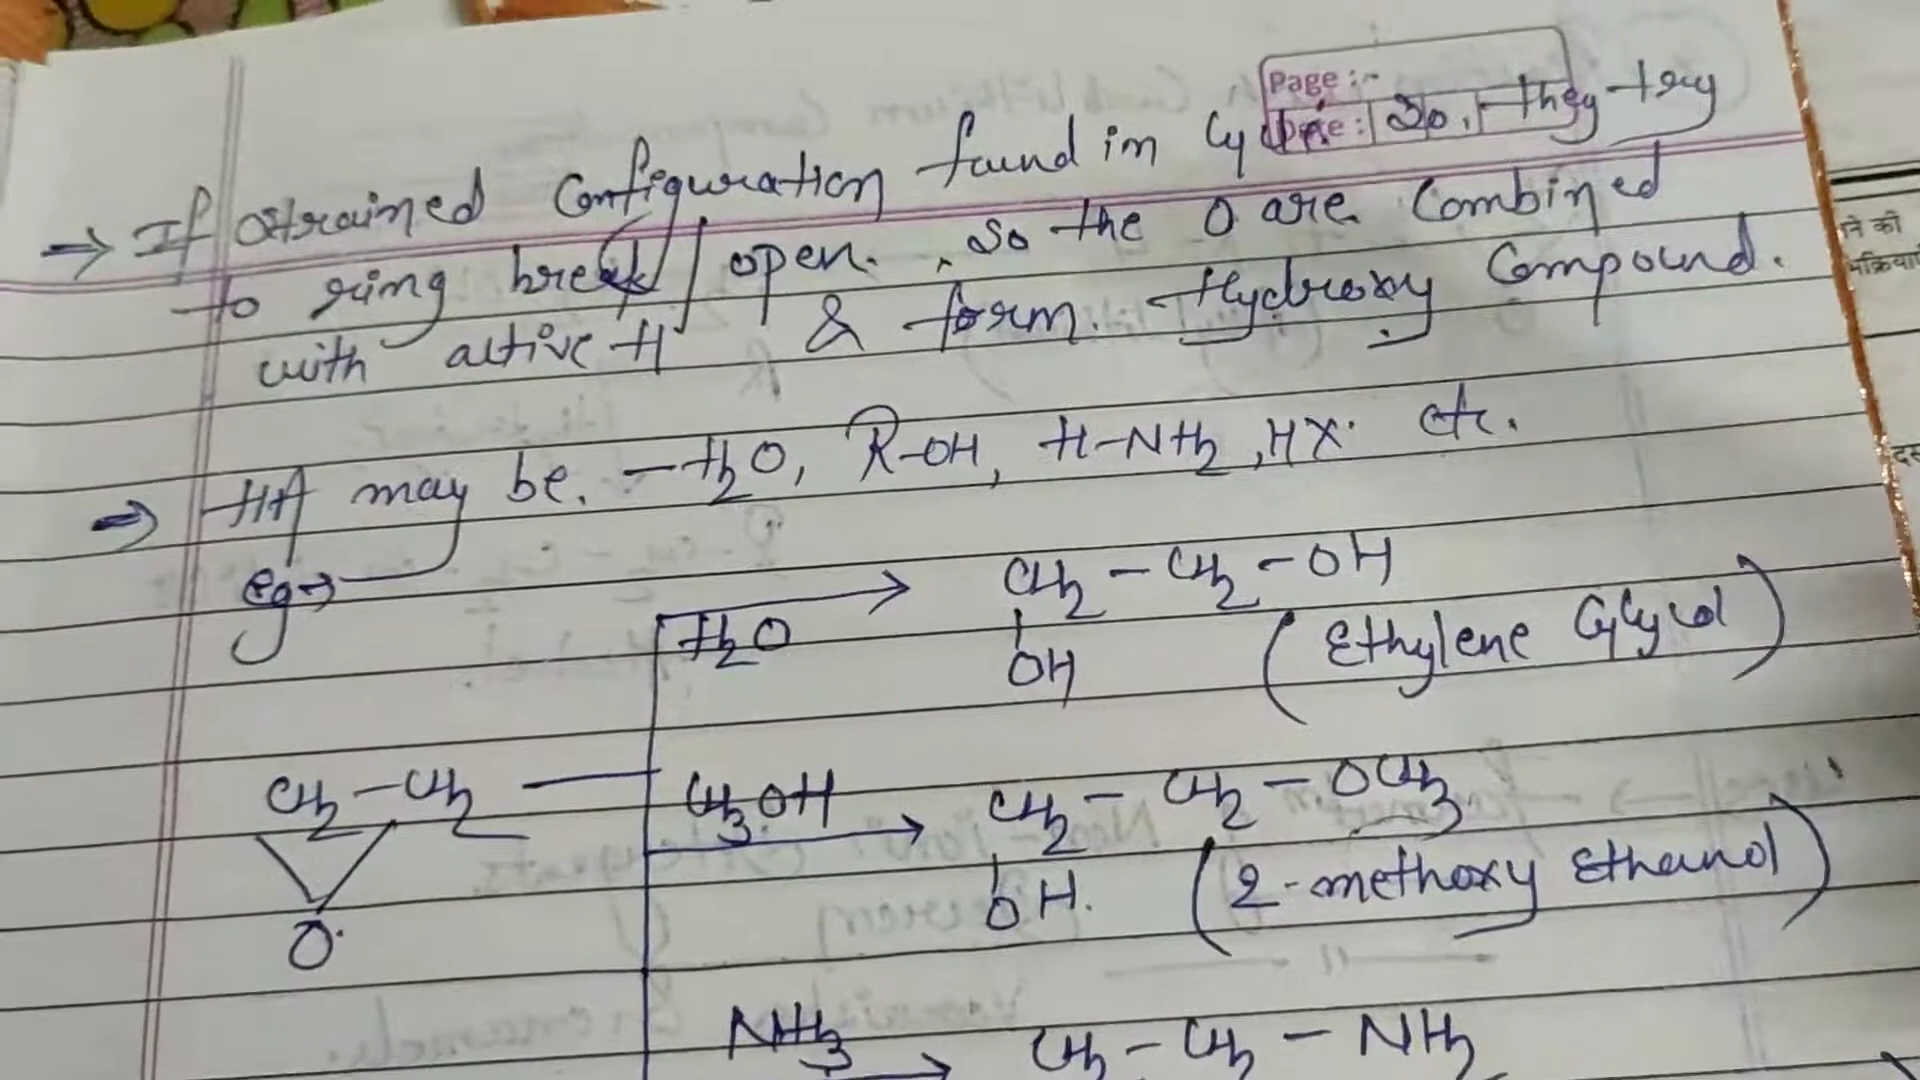 Page :-
→ If strained Configuration found in Cyclic. So, they try
to ring break / open. so the O are Combined
with active H & form Hydroxy Compound.
⇒ HA may be. – H₂O, R-OH, H-NH₂, HX. etc.
eg →
H₂O → CH₂ – CH₂ – OH
OH (Ethylene Glycol)
CH₂ – CH₂ — CH₃OH → CH₂ – CH₂ – OCH₃
O OH. (2-methoxy Ethanol)
NH₃ → CH₂ – CH₂ – NH₂
ने की
दस